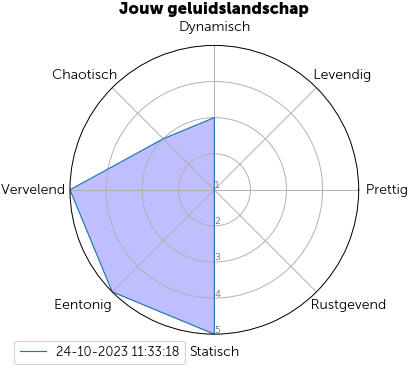 Jouw geluidslandschap
Dynamisch
Chaotisch
Levendig
Vervelend
1
Prettig
2
3
4
Eentonig
Rustgevend
5
24-10-2023 11:33:18
Statisch